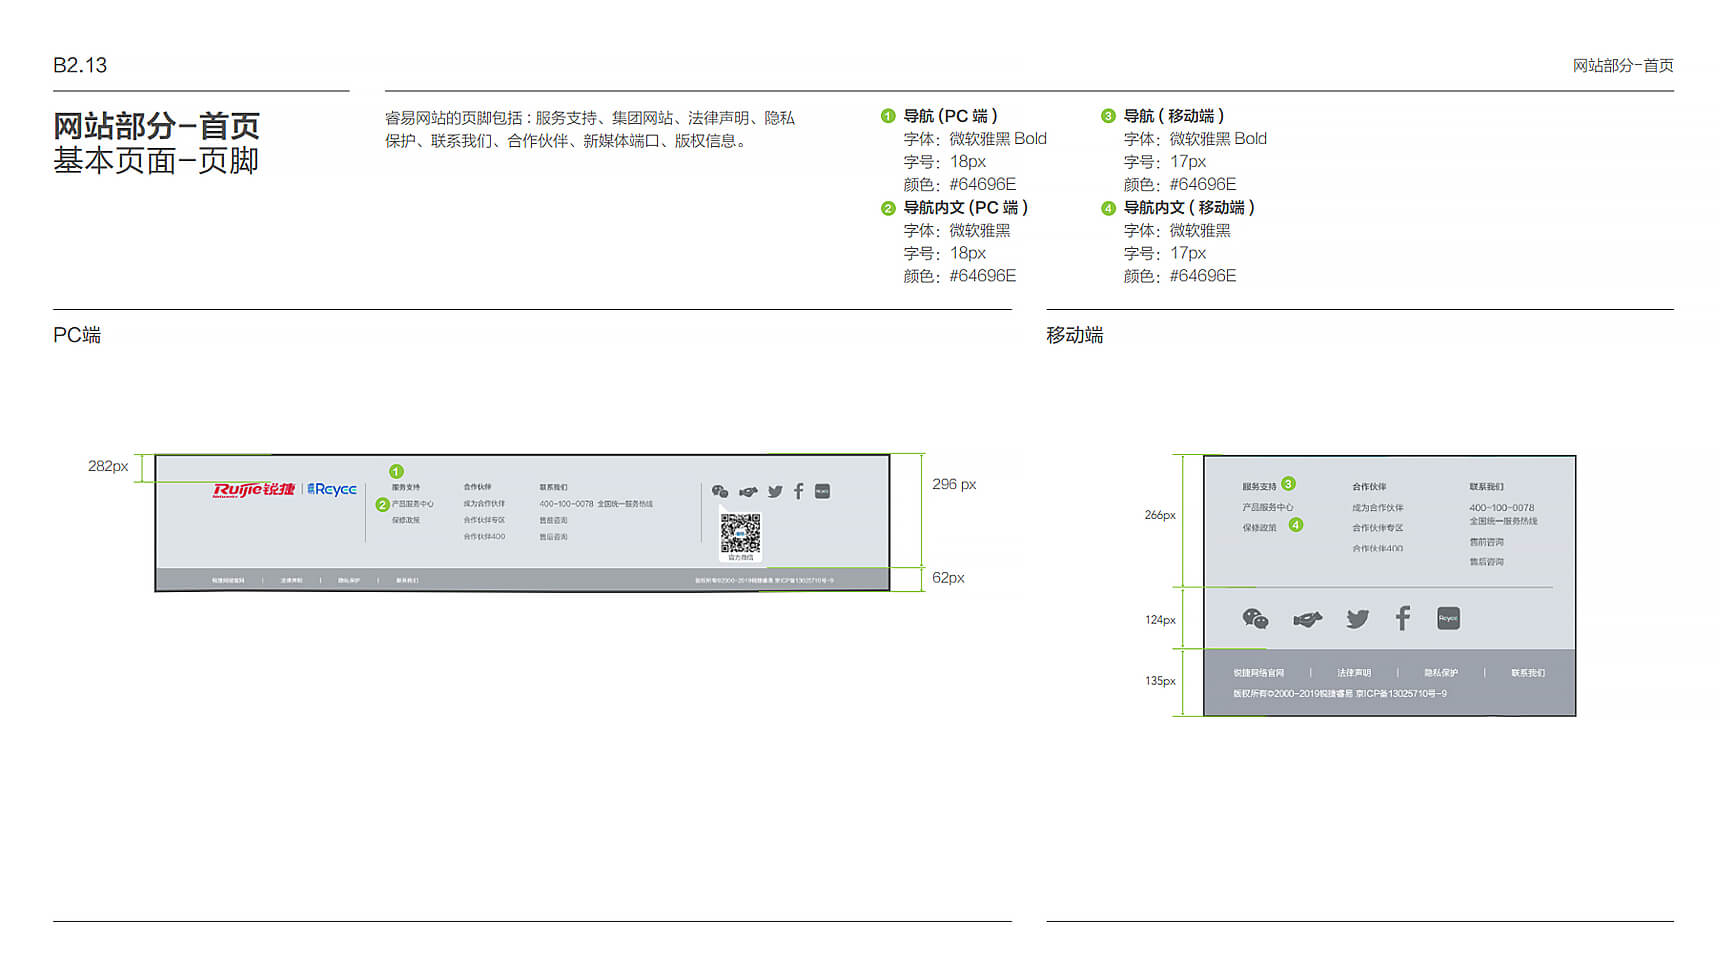 B2.13
网站部分-首页
网站部分-首页
基本页面-页脚
睿易网站的页脚包括：服务支持、集团网站、法律声明、隐私
保护、联系我们、合作伙伴、新媒体端口、版权信息。
1 导航 (PC 端 )
字体：微软雅黑 Bold
字号：18px
颜色：#64696E
2 导航内文 (PC 端 )
字体：微软雅黑
字号：18px
颜色：#64696E
3 导航 ( 移动端 )
字体：微软雅黑 Bold
字号：17px
颜色：#64696E
4 导航内文 ( 移动端 )
字体：微软雅黑
字号：17px
颜色：#64696E
PC端
282px
Ruijie锐捷
Networks
睿易Reyee
1
服务支持
2 产品服务中心
保修政策
合作伙伴
成为合作伙伴
合作伙伴专区
合作伙伴400
联系我们
400-100-0078 全国统一服务热线
售前咨询
售后咨询
Reyee
官方微信
锐捷网络官网 | 法律声明 | 隐私保护 | 联系我们
版权所有©2000-2019锐捷睿易 京ICP备13025710号-9
296 px
62px
移动端
266px
124px
135px
服务支持 3
产品服务中心
保修政策 4
合作伙伴
成为合作伙伴
合作伙伴专区
合作伙伴400
联系我们
400-100-0078
全国统一服务热线
售前咨询
售后咨询
Reyee
锐捷网络官网 | 法律声明 | 隐私保护 | 联系我们
版权所有©2000-2019锐捷睿易 京ICP备13025710号-9